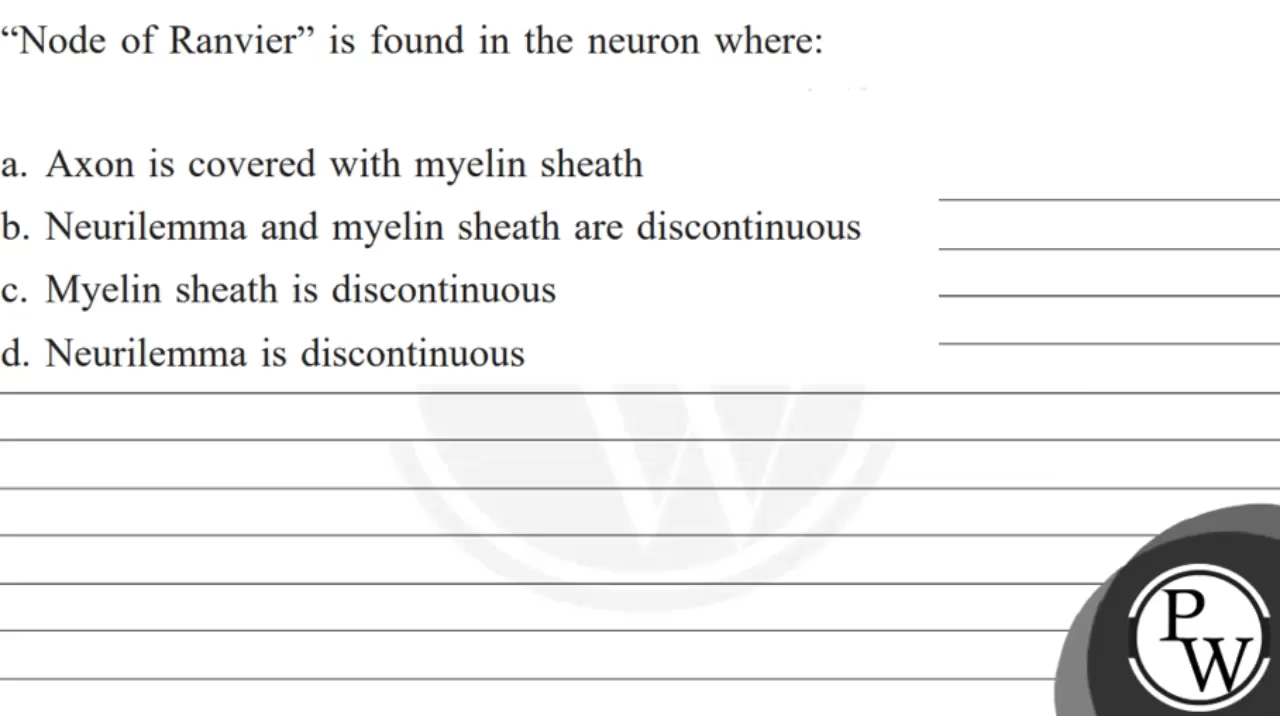 “Node of Ranvier” is found in the neuron where:
a. Axon is covered with myelin sheath
b. Neurilemma and myelin sheath are discontinuous
c. Myelin sheath is discontinuous
d. Neurilemma is discontinuous
W
P
W